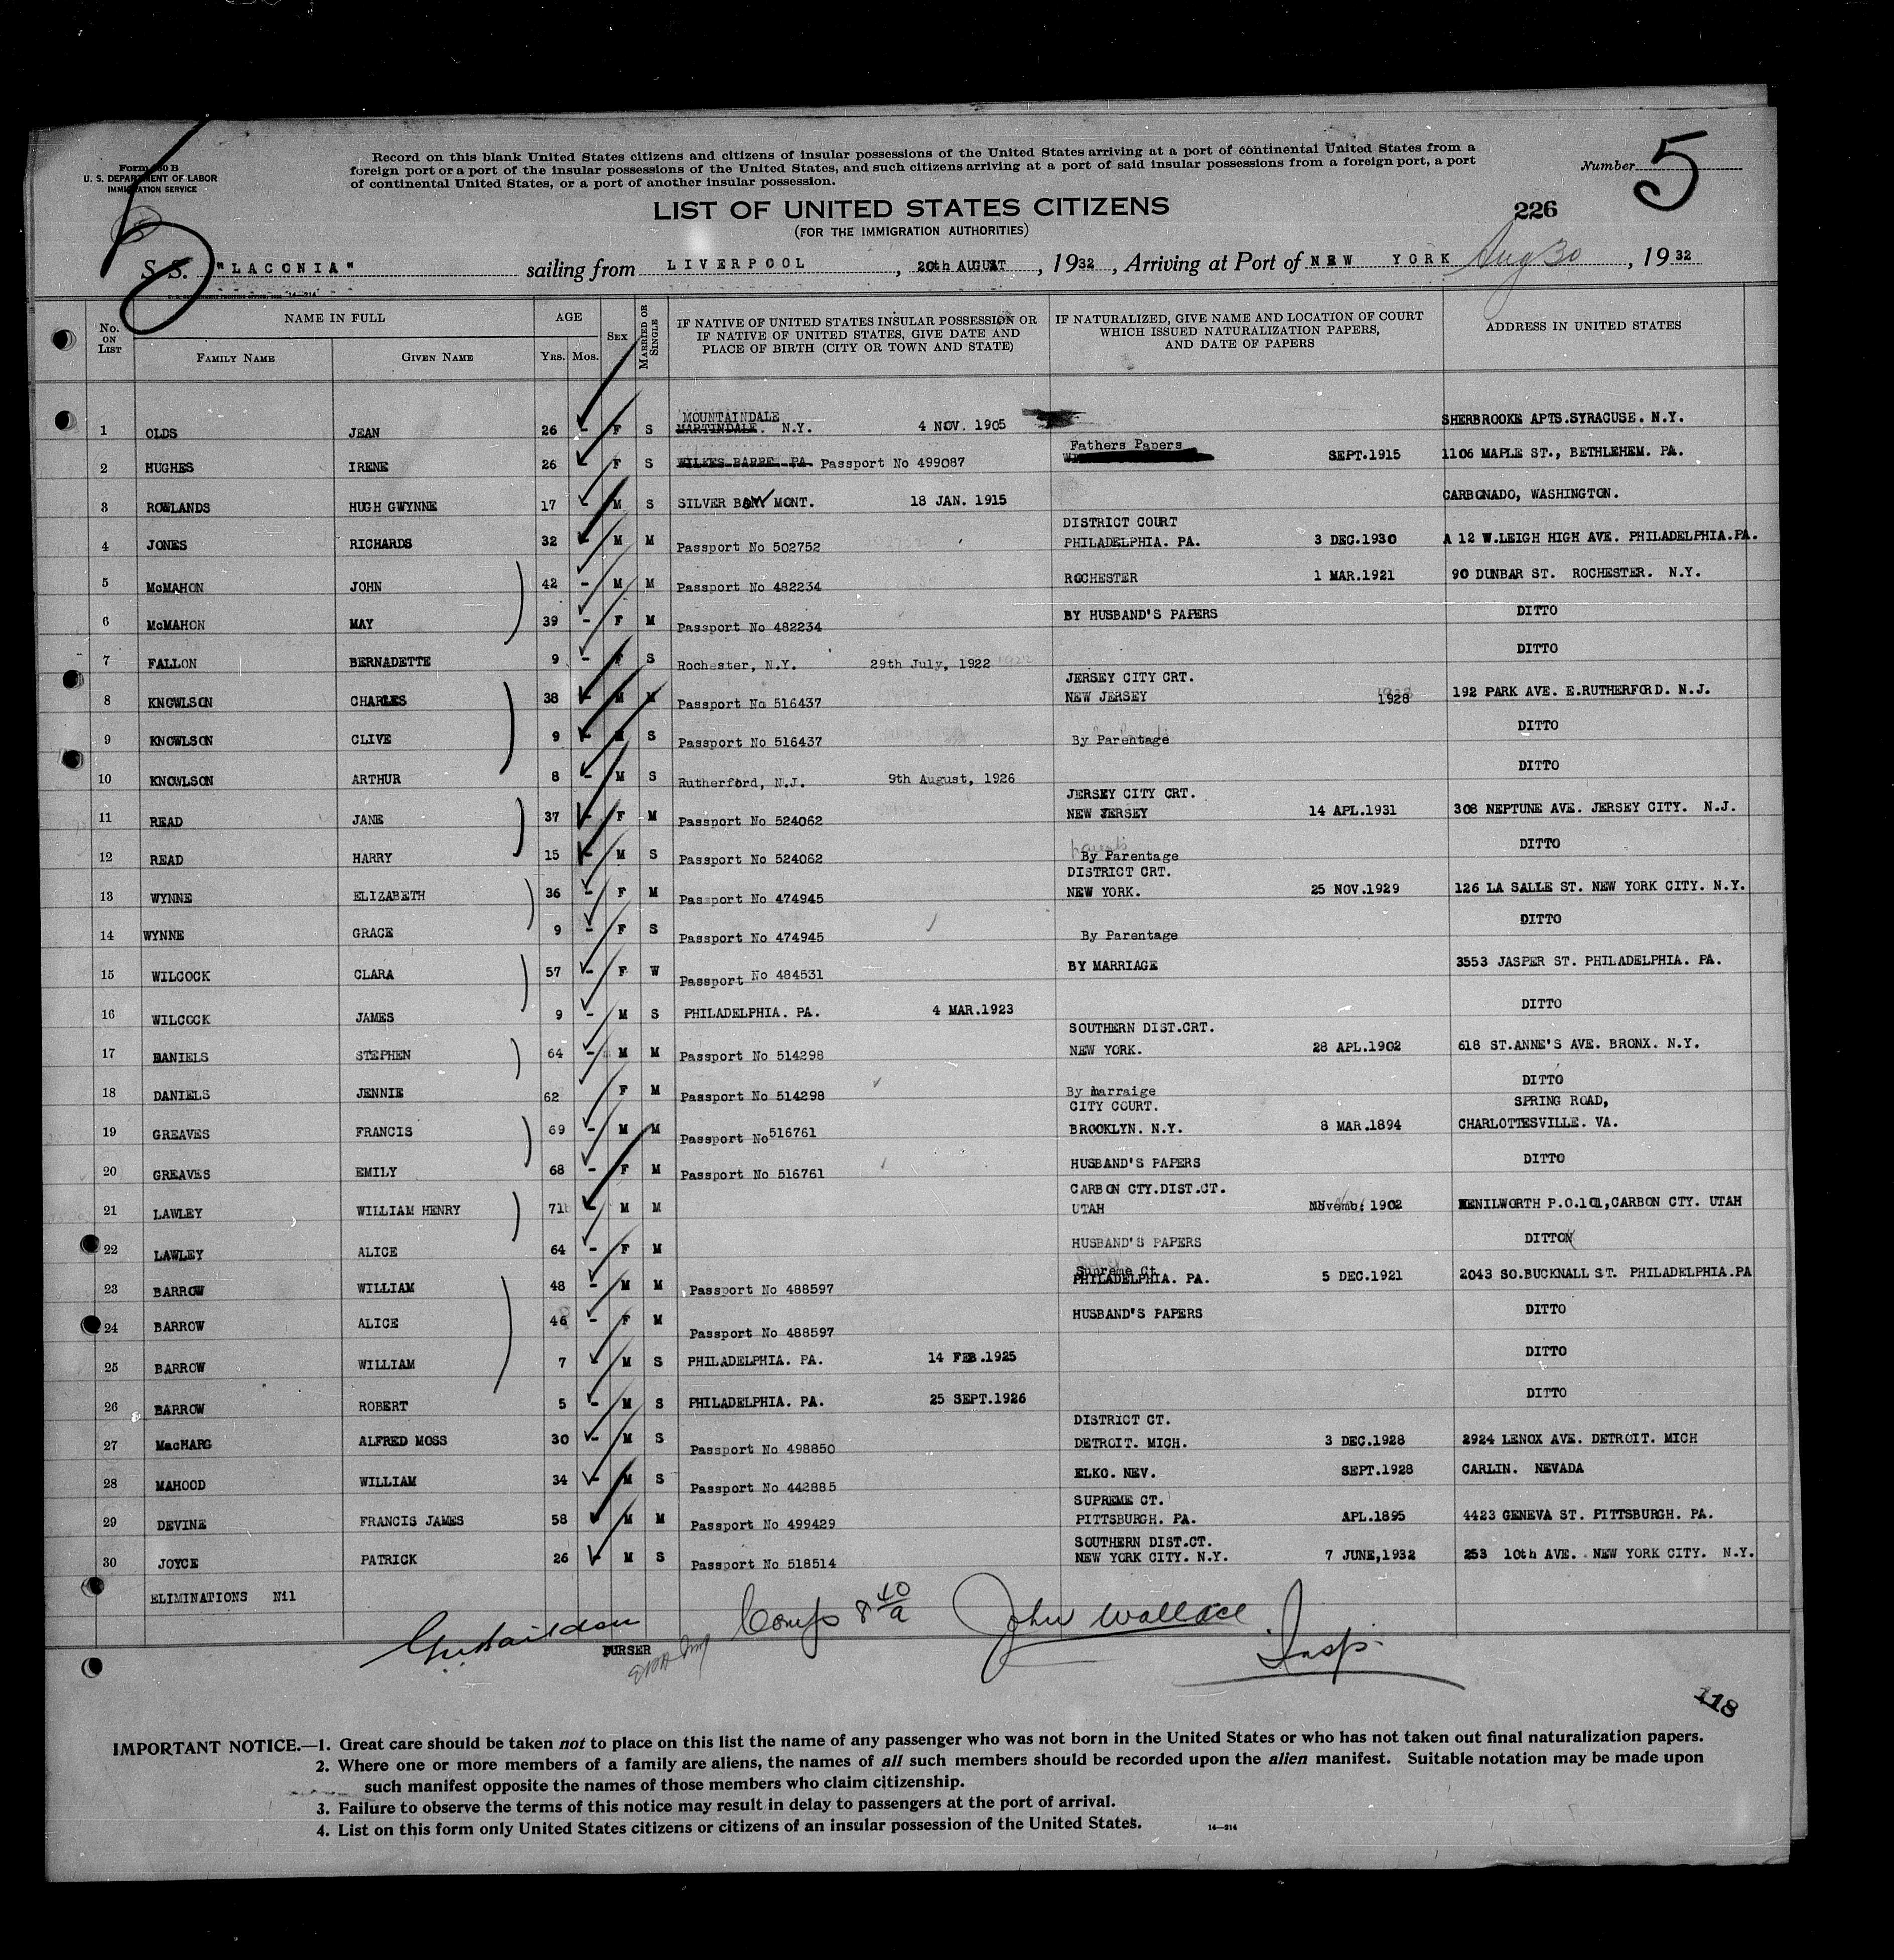 Form 630 B
U. S. DEPARTMENT OF LABOR
IMMIGRATION SERVICE
Record on this blank United States citizens and citizens of insular possessions of the United States arriving at a port of continental United States from a
foreign port or a port of the insular possessions of the United States, and such citizens arriving at a port of said insular possessions from a foreign port, a port
of continental United States, or a port of another insular possession.
Number 5
5
LIST OF UNITED STATES CITIZENS
226
(FOR THE IMMIGRATION AUTHORITIES)
S. S. "LACONIA" sailing from LIVERPOOL, 20th AUGUST, 1932, Arriving at Port of NEW YORK Aug 30, 1932
No. ON LIST
NAME IN FULL
FAMILY NAME GIVEN NAME
AGE
Yrs. Mos.
SEX
MARRIED OR SINGLE
IF NATIVE OF UNITED STATES INSULAR POSSESSION OR
IF NATIVE OF UNITED STATES, GIVE DATE AND
PLACE OF BIRTH (CITY OR TOWN AND STATE)
IF NATURALIZED, GIVE NAME AND LOCATION OF COURT
WHICH ISSUED NATURALIZATION PAPERS,
AND DATE OF PAPERS
ADDRESS IN UNITED STATES
MOUNTAINDALE
1 OLDS JEAN 26 - F S MARTINDALE. N.Y. 4 NOV. 1905 SHERBROOKE APTS.SYRACUSE. N.Y.
Fathers Papers
2 HUGHES IRENE 26 F S WILKES BARRE PA. Passport No 499087 SEPT.1915 1106 MAPLE ST., BETHLEHEM. PA.
3 ROWLANDS HUGH GWYNNE 17 - M S SILVER BOW MONT. 18 JAN. 1915 CARBONADO, WASHINGTON.
DISTRICT COURT
4 JONES RICHARDS 32 - M M Passport No 502752 PHILADELPHIA. PA. 3 DEC.1930 A 12 W.LEIGH HIGH AVE. PHILADELPHIA.PA.
5 McMAHON JOHN 42 - M M Passport No 482234 ROCHESTER 1 MAR.1921 90 DUNBAR ST. ROCHESTER. N.Y.
6 McMAHON MAY 39 - F M Passport No 482234 BY HUSBAND'S PAPERS DITTO
7 FALLON BERNADETTE 9 - F S Rochester, N.Y. 29th July, 1922 1922 DITTO
JERSEY CITY CRT.
8 KNOWLSON CHARLES 38 - M M Passport No 516437 NEW JERSEY 1928 192 PARK AVE. E.RUTHERFORD. N.J.
9 KNOWLSON CLIVE 9 - M S Passport No 516437 By Parentage DITTO
10 KNOWLSON ARTHUR 8 - M S Rutherford, N.J. 9th August, 1926 DITTO
JERSEY CITY CRT.
11 READ JANE 37 - F M Passport No 524062 NEW JERSEY 14 APL.1931 308 NEPTUNE AVE. JERSEY CITY. N.J.
12 READ HARRY 15 - M S Passport No 524062 By Parentage DITTO
DISTRICT CRT.
13 WYNNE ELIZABETH 36 - F M Passport No 474945 NEW YORK. 25 NOV.1929 126 LA SALLE ST. NEW YORK CITY. N.Y.
14 WYNNE GRACE 9 - F S Passport No 474945 By Parentage DITTO
15 WILCOCK CLARA 57 - F W Passport No 484531 BY MARRIAGE 3553 JASPER ST. PHILADELPHIA. PA.
16 WILCOCK JAMES 9 - M S PHILADELPHIA. PA. 4 MAR.1923 DITTO
SOUTHERN DIST.CRT.
17 DANIELS STEPHEN 64 - M M Passport No 514298 NEW YORK. 28 APL.1902 618 ST.ANNE'S AVE. BRONX. N.Y.
18 DANIELS JENNIE 62 F M Passport No 514298 By marraige DITTO
CITY COURT. SPRING ROAD,
19 GREAVES FRANCIS 69 - M M Passport No 516761 BROOKLYN. N.Y. 8 MAR.1894 CHARLOTTESVILLE. VA.
20 GREAVES EMILY 68 - F M Passport No 516761 HUSBAND'S PAPERS DITTO
CARBON CTY.DIST.CT.
21 LAWLEY WILLIAM HENRY 71 - M M UTAH Novemb. 1902 KENILWORTH P.O.101,CARBON CTY. UTAH
22 LAWLEY ALICE 64 - F M HUSBAND'S PAPERS DITTO
Supreme Ct
23 BARROW WILLIAM 48 - M M Passport No 488597 PHILADELPHIA. PA. 5 DEC.1921 2043 SO.BUCKNALL ST. PHILADELPHIA.PA
24 BARROW ALICE 46 - F M Passport No 488597 HUSBAND'S PAPERS DITTO
25 BARROW WILLIAM 7 - M S PHILADELPHIA. PA. 14 FEB.1925 DITTO
26 BARROW ROBERT 5 - M S PHILADELPHIA. PA. 25 SEPT.1926 DITTO
DISTRICT CT.
27 MacHARG ALFRED MOSS 30 - M S Passport No 498850 DETROIT. MICH. 3 DEC.1928 2924 LENOX AVE. DETROIT. MICH
28 MAHOOD WILLIAM 34 - M S Passport No 442885 ELKO. NEV. SEPT.1928 CARLIN. NEVADA
SUPREME CT.
29 DEVINE FRANCIS JAMES 58 M M Passport No 499429 PITTSBURGH. PA. APL.1895 4423 GENEVA ST. PITTSBURGH. PA.
SOUTHERN DIST.CT.
30 JOYCE PATRICK 26 - M S Passport No 518514 NEW YORK CITY. N.Y. 7 JUNE,1932 253 10th AVE. NEW YORK CITY. N.Y.
ELIMINATIONS Nil
John Wallace
Insp.
PURSER
118
IMPORTANT NOTICE.—1. Great care should be taken not to place on this list the name of any passenger who was not born in the United States or who has not taken out final naturalization papers.
2. Where one or more members of a family are aliens, the names of all such members should be recorded upon the alien manifest. Suitable notation may be made upon
such manifest opposite the names of those members who claim citizenship.
3. Failure to observe the terms of this notice may result in delay to passengers at the port of arrival.
4. List on this form only United States citizens or citizens of an insular possession of the United States.
14—314